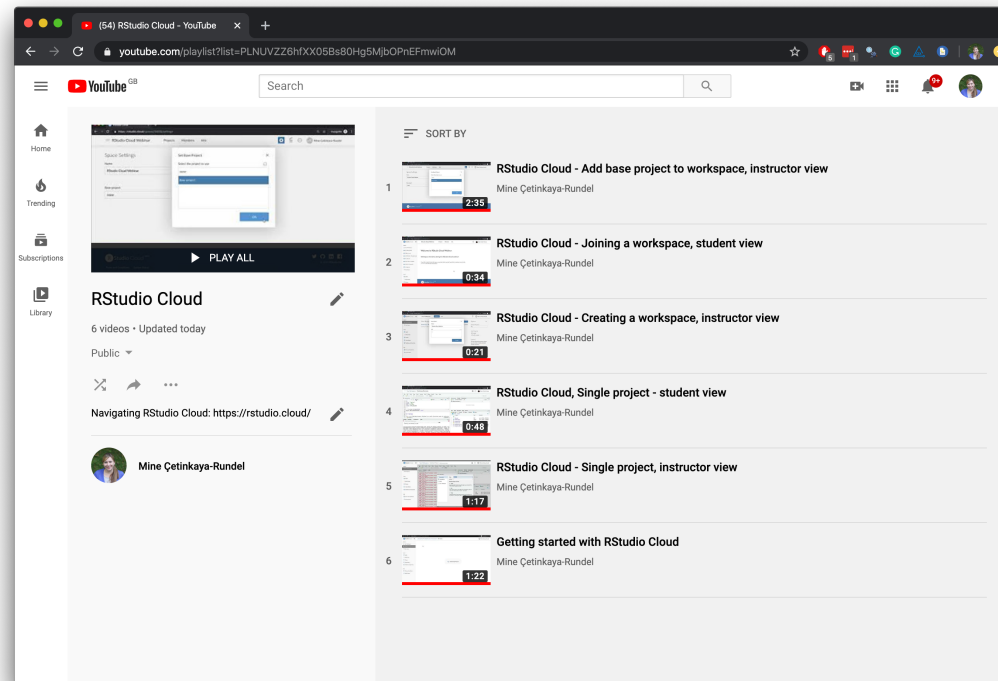 (54) RStudio Cloud - YouTube
youtube.com/playlist?list=PLNUVZZ6hfXX05Bs80Hg5MjbOPnEFmwiOM
5
1
YouTube GB
Search
9+
Home
Trending
Subscriptions
Library
PLAY ALL
RStudio Cloud
6 videos • Updated today
Public
Navigating RStudio Cloud: https://rstudio.cloud/
Mine Çetinkaya-Rundel
SORT BY
1
2:35
RStudio Cloud - Add base project to workspace, instructor view
Mine Çetinkaya-Rundel
2
0:34
RStudio Cloud - Joining a workspace, student view
Mine Çetinkaya-Rundel
3
0:21
RStudio Cloud - Creating a workspace, instructor view
Mine Çetinkaya-Rundel
4
0:48
RStudio Cloud, Single project - student view
Mine Çetinkaya-Rundel
5
1:17
RStudio Cloud - Single project, instructor view
Mine Çetinkaya-Rundel
6
1:22
Getting started with RStudio Cloud
Mine Çetinkaya-Rundel